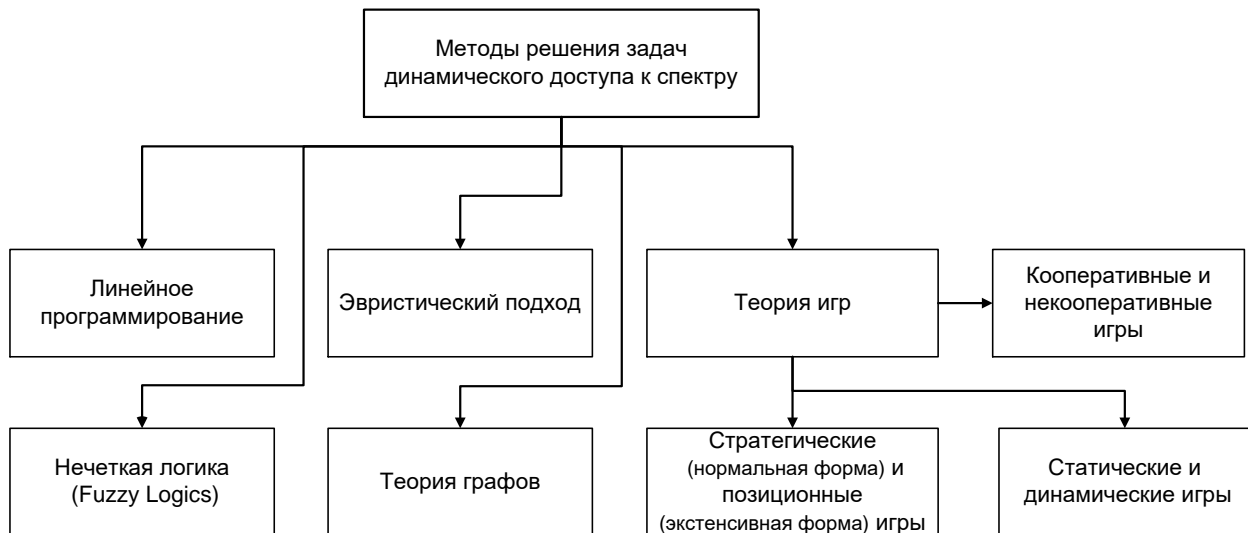 Методы решения задач
динамического доступа к спектру
Линейное
программирование
Эвристический подход
Теория игр
Кооперативные и
некооперативные
игры
Нечеткая логика
(Fuzzy Logics)
Теория графов
Стратегические
(нормальная форма) и
позиционные
(экстенсивная форма) игры
Статические и
динамические игры